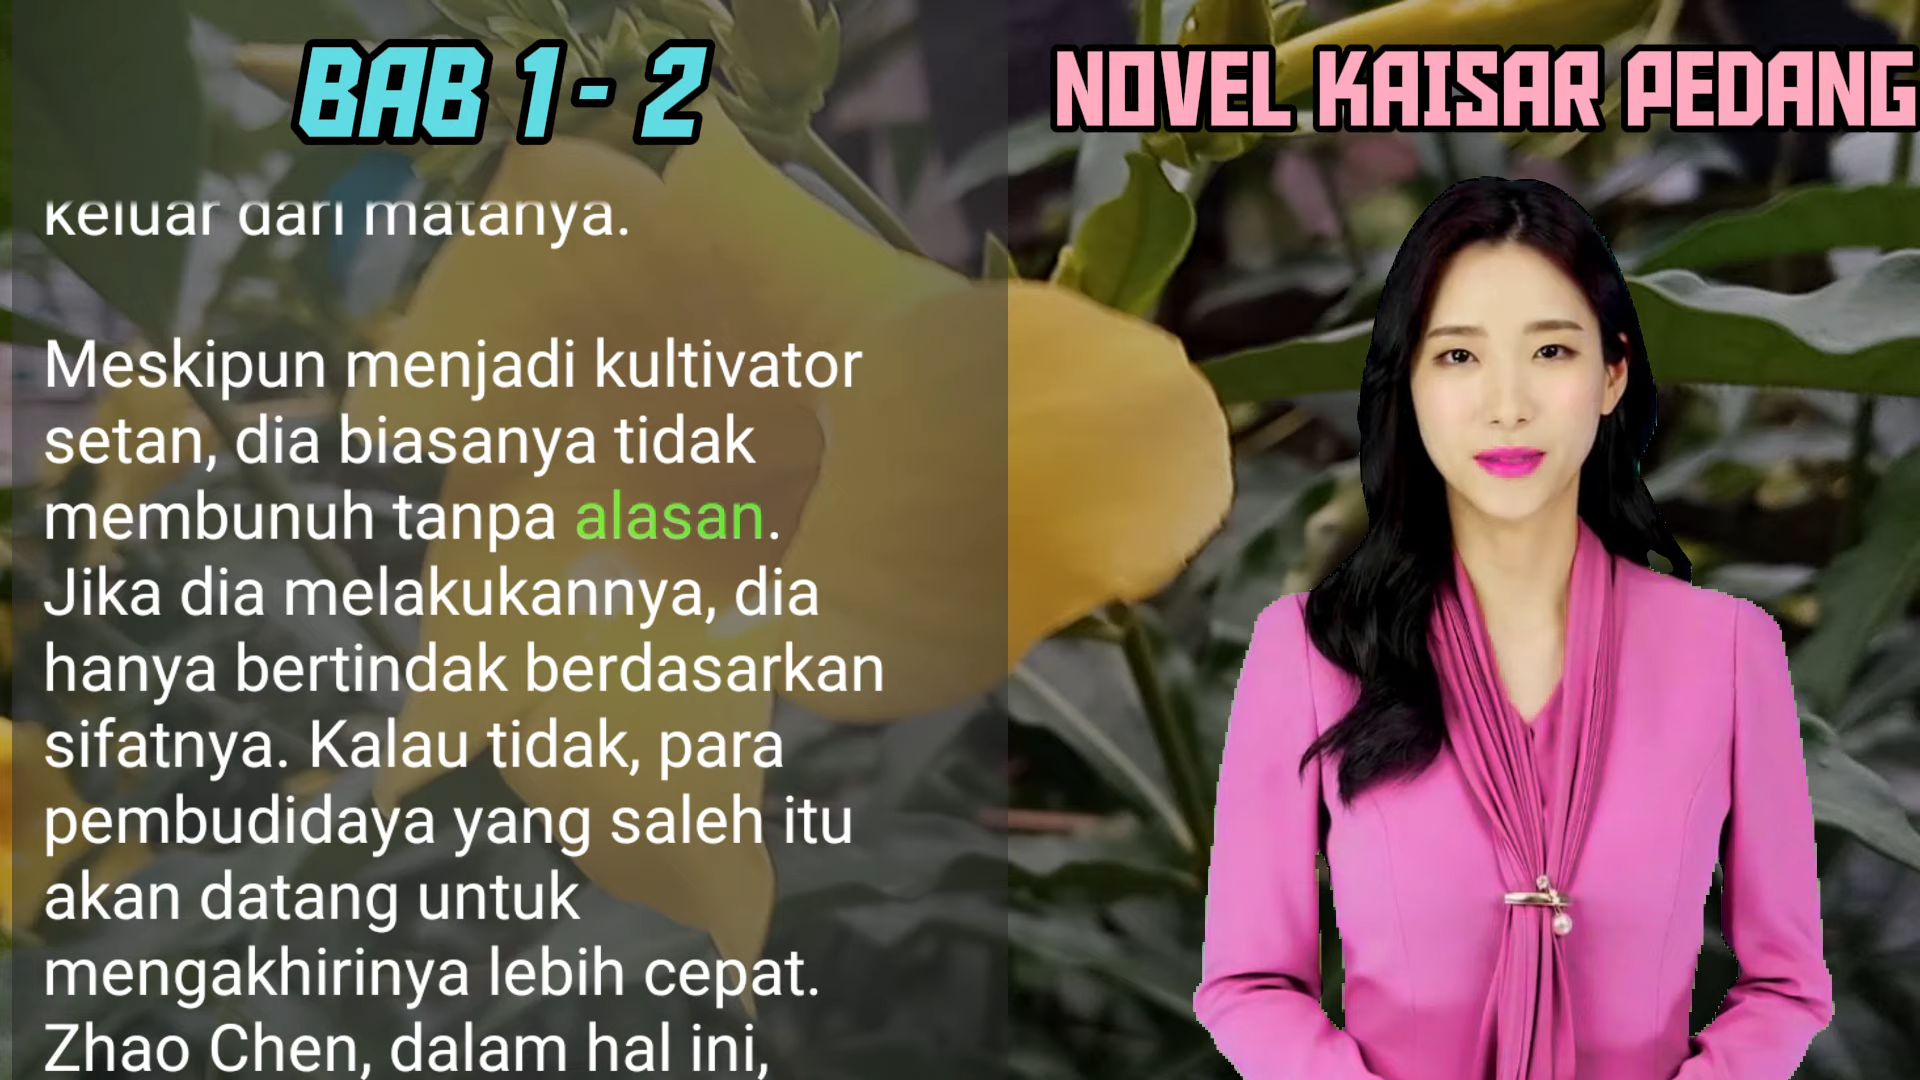 BAB 1 - 2
NOVEL KAISAR PEDANG
keluar dari matanya.
Meskipun menjadi kultivator
setan, dia biasanya tidak
membunuh tanpa alasan.
Jika dia melakukannya, dia
hanya bertindak berdasarkan
sifatnya. Kalau tidak, para
pembudidaya yang saleh itu
akan datang untuk
mengakhirinya lebih cepat.
Zhao Chen, dalam hal ini,